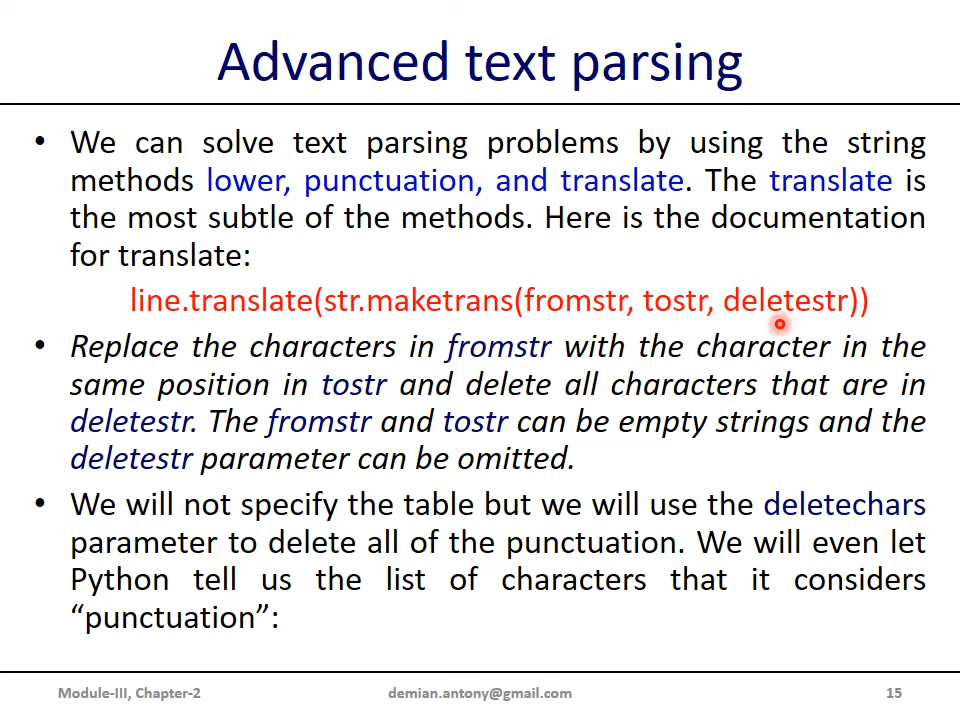 Advanced text parsing
• We can solve text parsing problems by using the string
methods lower, punctuation, and translate. The translate is
the most subtle of the methods. Here is the documentation
for translate:
line.translate(str.maketrans(fromstr, tostr, deletestr))
• Replace the characters in fromstr with the character in the
same position in tostr and delete all characters that are in
deletestr. The fromstr and tostr can be empty strings and the
deletestr parameter can be omitted.
• We will not specify the table but we will use the deletechars
parameter to delete all of the punctuation. We will even let
Python tell us the list of characters that it considers
“punctuation”:
Module-III, Chapter-2 demian.antony@gmail.com 15